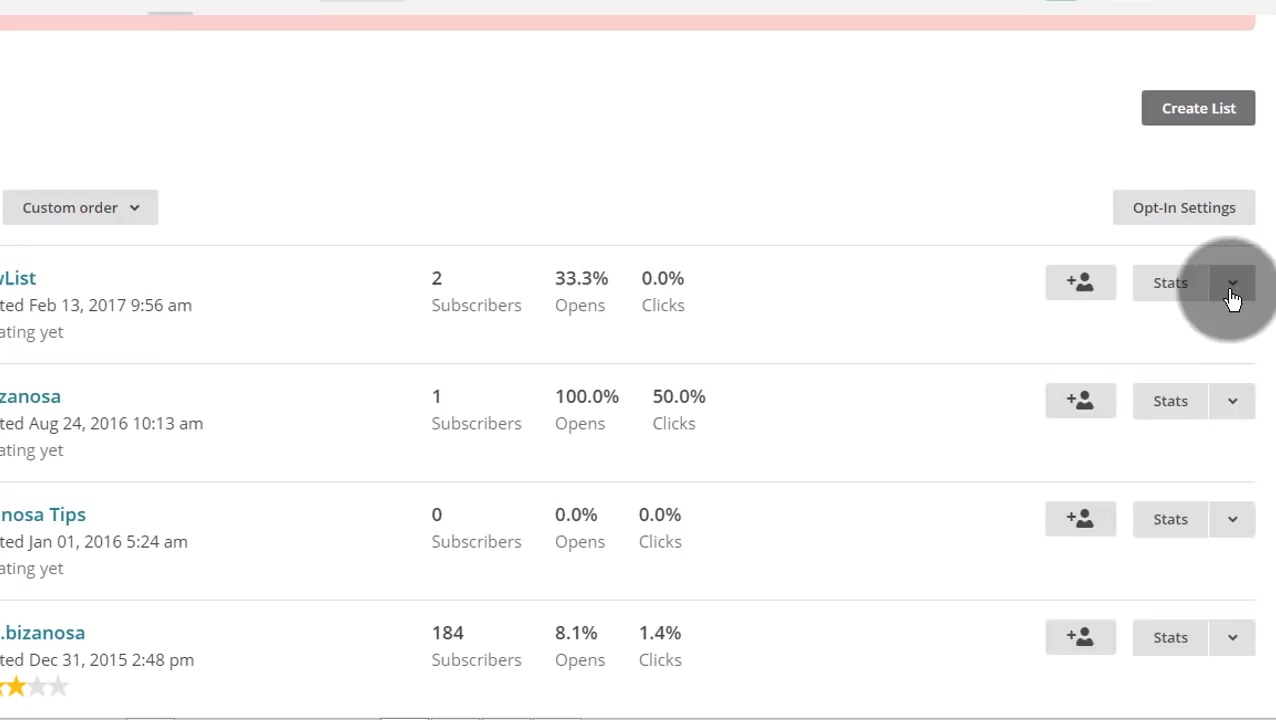 Create List
Custom order
Opt-In Settings
wList 2 33.3% 0.0% Stats
ted Feb 13, 2017 9:56 am Subscribers Opens Clicks
ating yet
zanosa 1 100.0% 50.0% Stats
ted Aug 24, 2016 10:13 am Subscribers Opens Clicks
ating yet
nosa Tips 0 0.0% 0.0% Stats
ted Jan 01, 2016 5:24 am Subscribers Opens Clicks
ating yet
.bizanosa 184 8.1% 1.4% Stats
ted Dec 31, 2015 2:48 pm Subscribers Opens Clicks